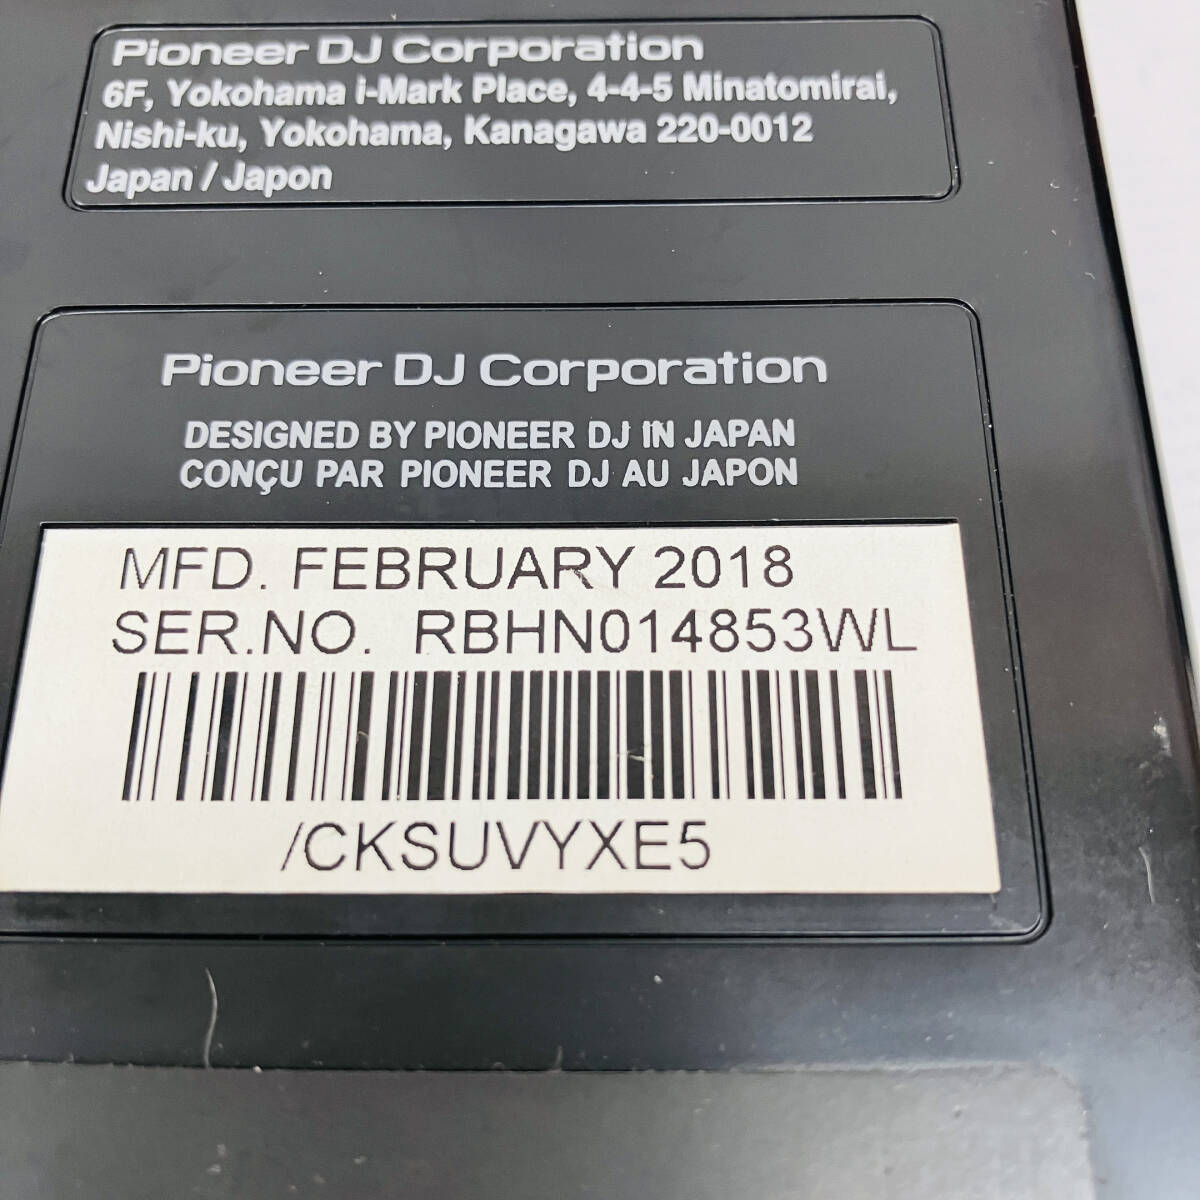 Pioneer DJ Corporation
6F, Yokohama i-Mark Place, 4-4-5 Minatomirai,
Nishi-ku, Yokohama, Kanagawa 220-0012
Japan / Japon
Pioneer DJ Corporation
DESIGNED BY PIONEER DJ IN JAPAN
CONÇU PAR PIONEER DJ AU JAPON
MFD. FEBRUARY 2018
SER.NO. RBHN014853WL
/CKSUVYXE5